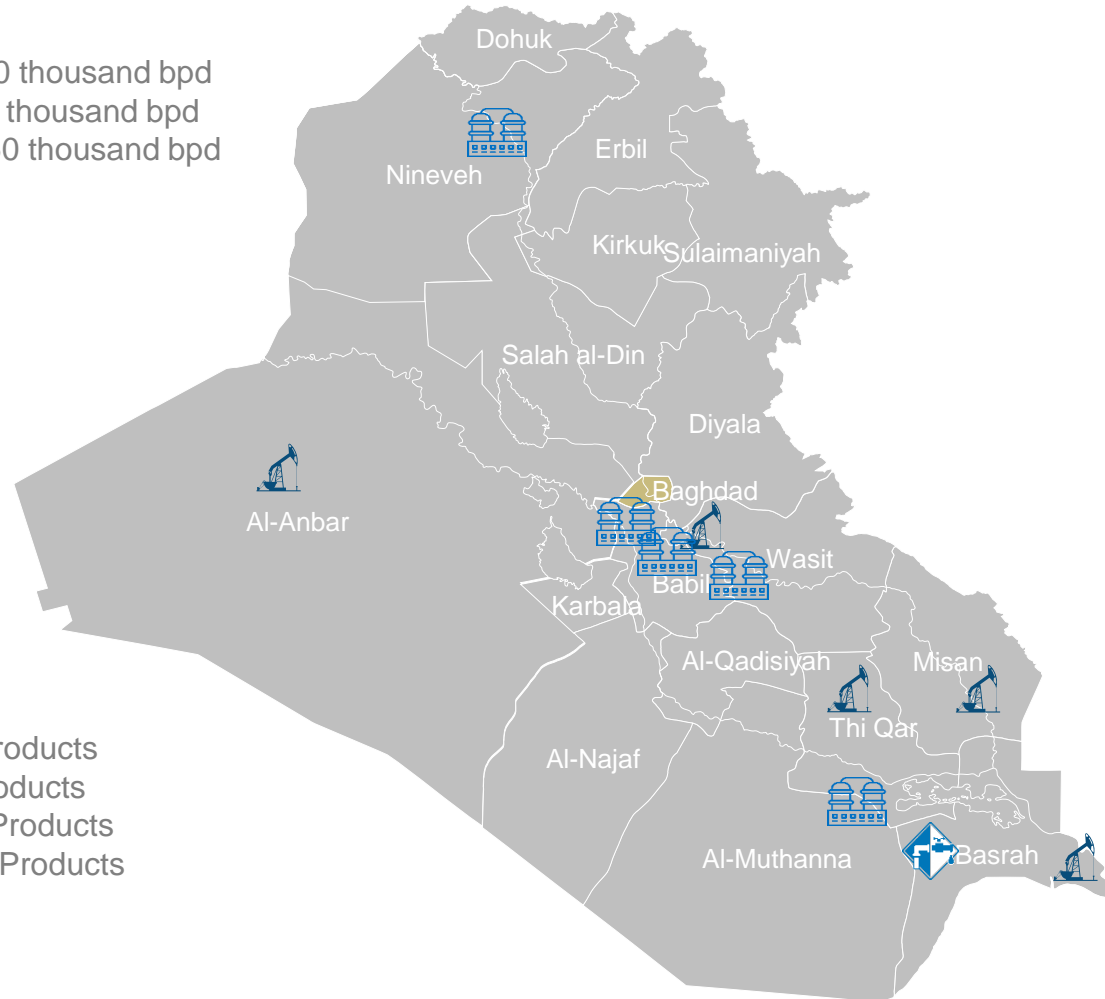 Dohuk
0 thousand bpd
thousand bpd
0 thousand bpd
Erbil
Nineveh
Kirkuk
Sulaimaniyah
Salah al-Din
Diyala
Baghdad
Al-Anbar
Wasit
Babil
Karbala
Al-Qadisiyah
Misan
Thi Qar
roducts
oducts
Products
Products
Al-Najaf
Al-Muthanna
Basrah